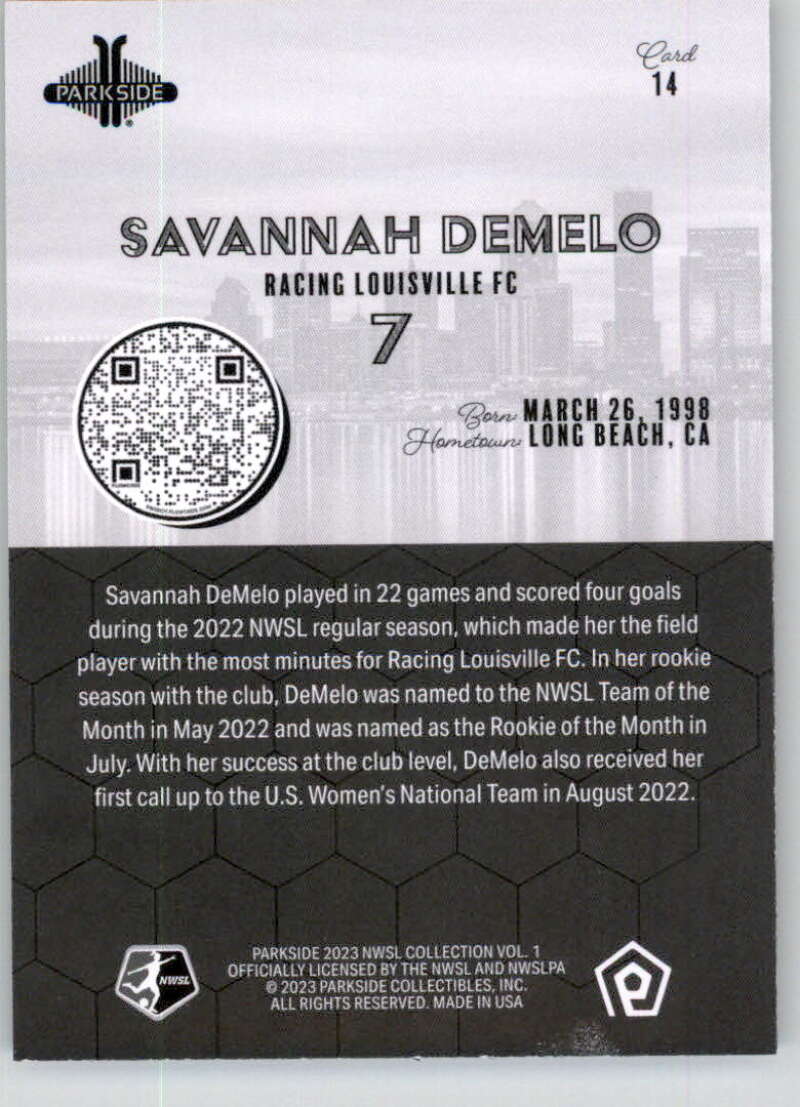 PARKSIDE
Card
14
SAVANNAH DEMELO
RACING LOUISVILLE FC
7
Born: MARCH 26, 1998
Hometown: LONG BEACH, CA
Savannah DeMelo played in 22 games and scored four goals
during the 2022 NWSL regular season, which made her the field
player with the most minutes for Racing Louisville FC. In her rookie
season with the club, DeMelo was named to the NWSL Team of the
Month in May 2022 and was named as the Rookie of the Month in
July. With her success at the club level, DeMelo also received her
first call up to the U.S. Women's National Team in August 2022.
NWSL
PARKSIDE 2023 NWSL COLLECTION VOL. 1
OFFICIALLY LICENSED BY THE NWSL AND NWSLPA
© 2023 PARKSIDE COLLECTIBLES, INC.
ALL RIGHTS RESERVED. MADE IN USA